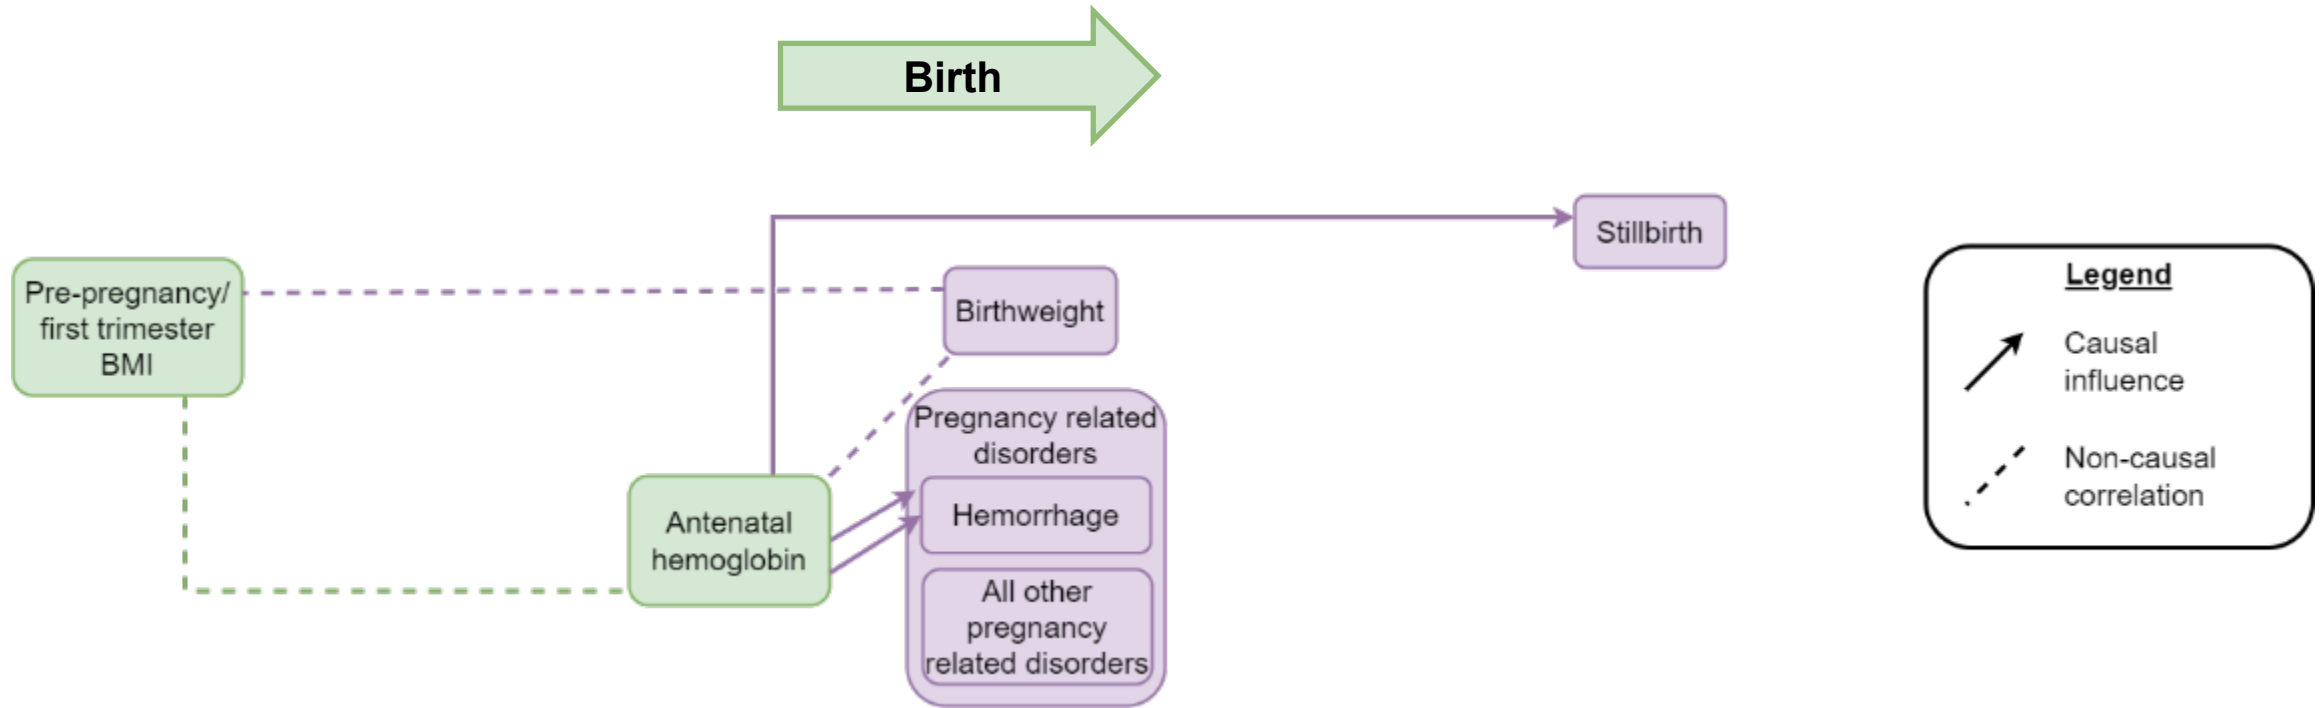 Birth
Stillbirth
Pre-pregnancy/
first trimester
BMI
Birthweight
Pregnancy related
disorders
Antenatal
hemoglobin
Hemorrhage
All other
pregnancy
related disorders
Legend
Causal
influence
Non-causal
correlation